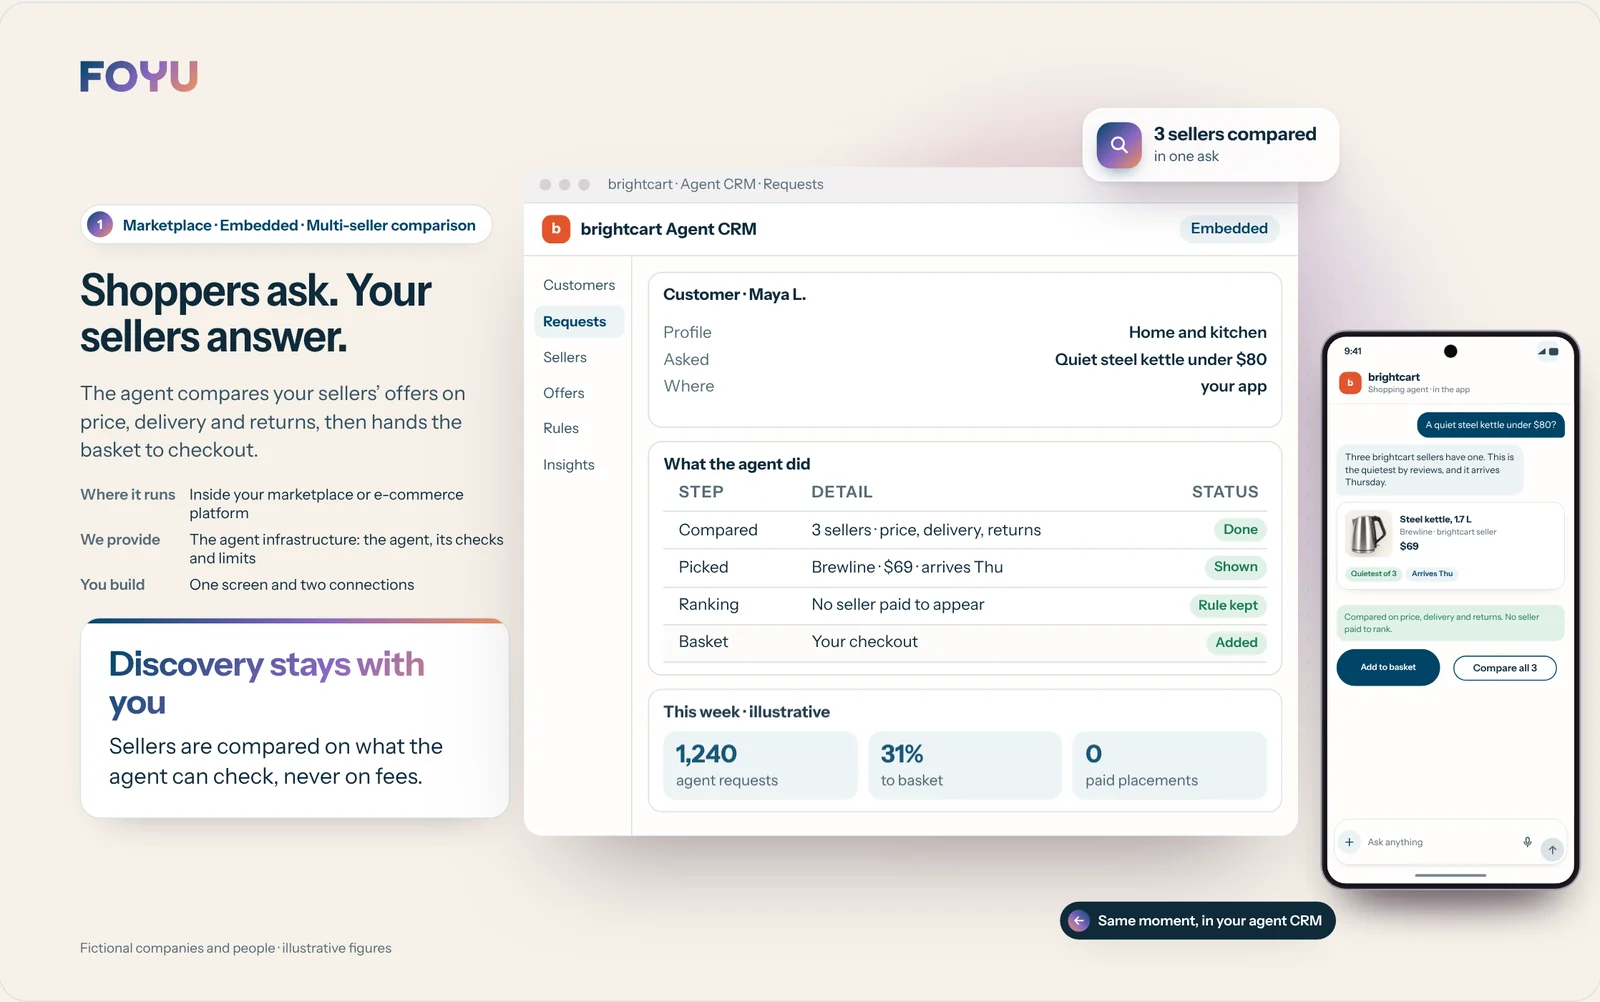 FOYU
1 Marketplace · Embedded · Multi-seller comparison
Shoppers ask. Your
sellers answer.
The agent compares your sellers’ offers on
price, delivery and returns, then hands the
basket to checkout.
Where it runs Inside your marketplace or e-commerce
platform
We provide The agent infrastructure: the agent, its checks
and limits
You build One screen and two connections
Discovery stays with
you
Sellers are compared on what the
agent can check, never on fees.
Fictional companies and people · illustrative figures
3 sellers compared
in one ask
brightcart · Agent CRM · Requests
b brightcart Agent CRM Embedded
Customers
Requests
Sellers
Offers
Rules
Insights
Customer · Maya L.
Profile Home and kitchen
Asked Quiet steel kettle under $80
Where your app
What the agent did
STEP DETAIL STATUS
Compared 3 sellers · price, delivery, returns Done
Picked Brewline · $69 · arrives Thu Shown
Ranking No seller paid to appear Rule kept
Basket Your checkout Added
This week · illustrative
1,240 31% 0
agent requests to basket paid placements
9:41
b brightcart
Shopping agent · in the app
A quiet steel kettle under $80?
Three brightcart sellers have one. This is
the quietest by reviews, and it arrives
Thursday.
Steel kettle, 1.7 L
Brewline · brightcart seller
$69
Quietest of 3 Arrives Thu
Compared on price, delivery and returns. No seller
paid to rank.
Add to basket Compare all 3
Ask anything
Same moment, in your agent CRM